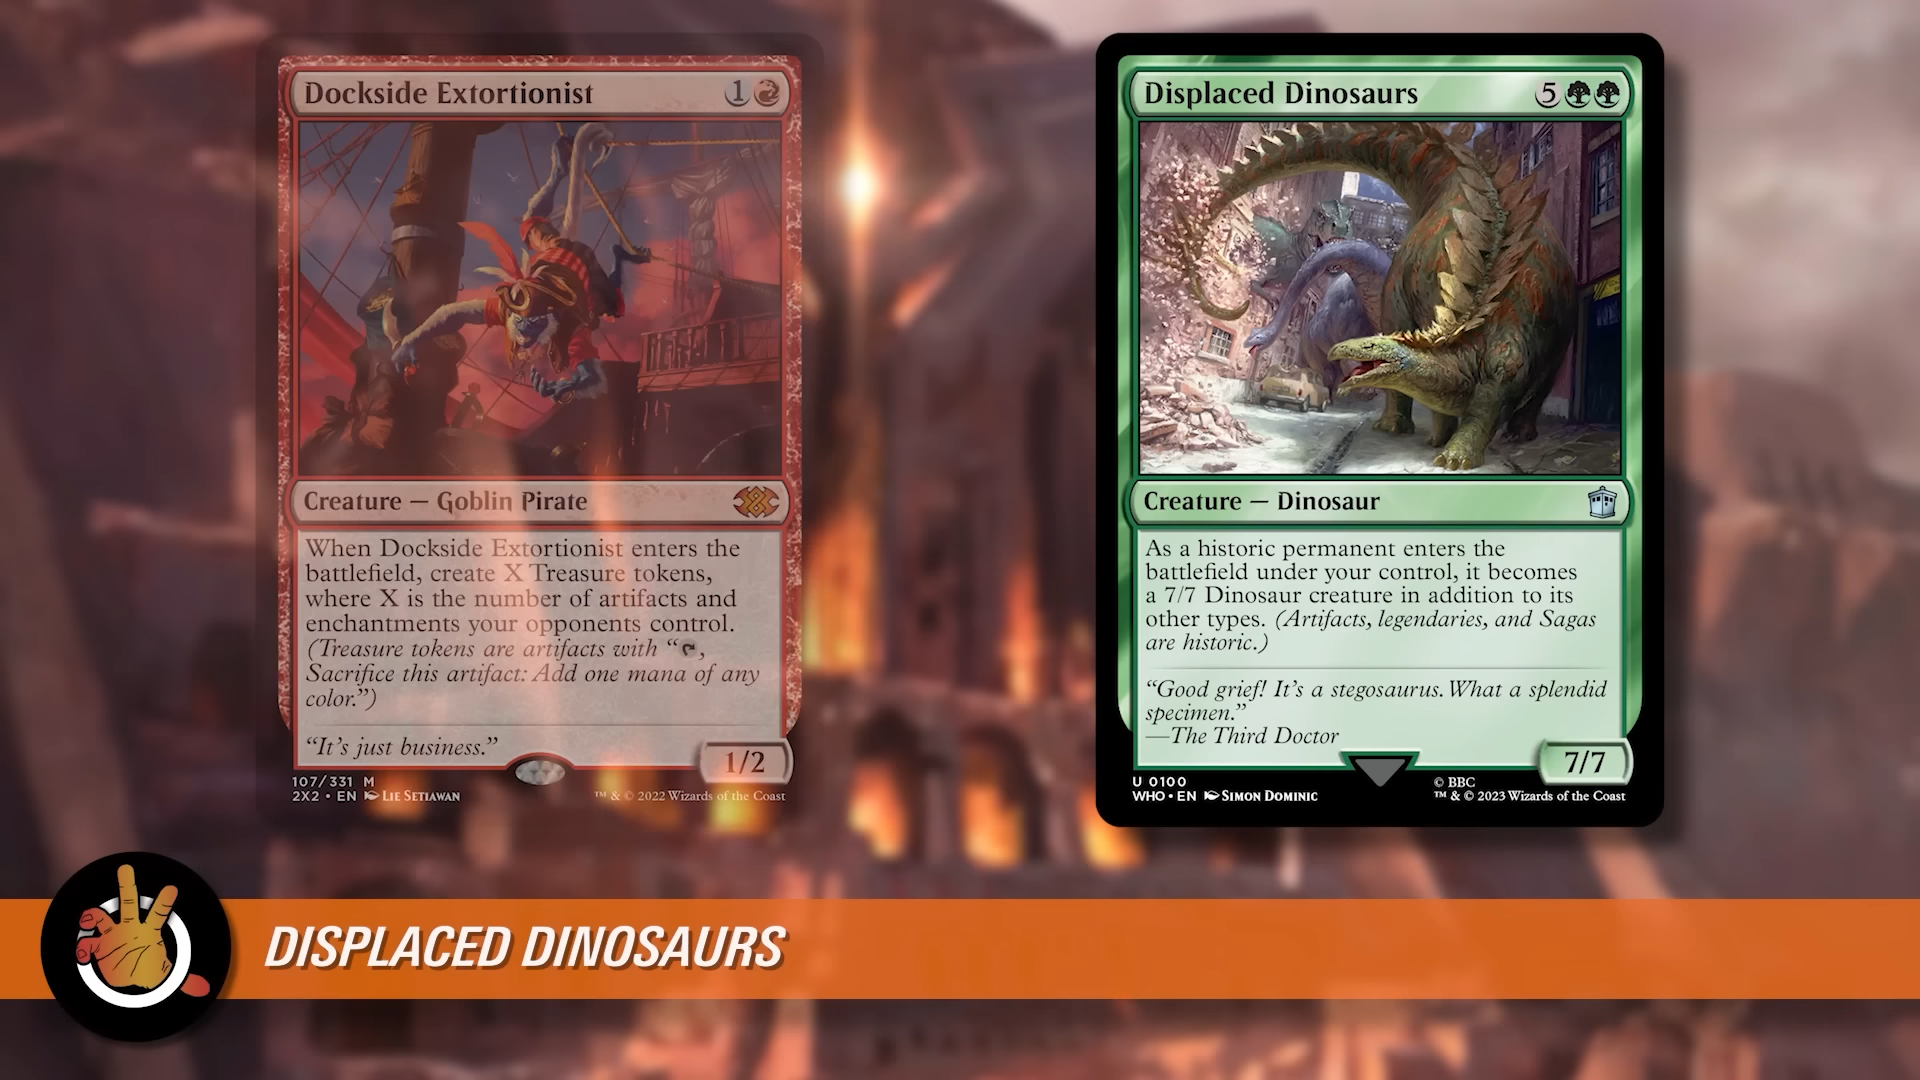 Dockside Extortionist 1
Creature — Goblin Pirate
When Dockside Extortionist enters the
battlefield, create X Treasure tokens,
where X is the number of artifacts and
enchantments your opponents control.
(Treasure tokens are artifacts with “,
Sacrifice this artifact: Add one mana of any
color.”)
“It’s just business.”
1/2
107/331 M
2X2 • EN Lie Setiawan
™ & © 2022 Wizards of the Coast
Displaced Dinosaurs 5
Creature — Dinosaur
As a historic permanent enters the
battlefield under your control, it becomes
a 7/7 Dinosaur creature in addition to its
other types. (Artifacts, legendaries, and Sagas
are historic.)
“Good grief! It’s a stegosaurus. What a splendid
specimen.”
—The Third Doctor
7/7
U 0100
WHO • EN Simon Dominic
© BBC
™ & © 2023 Wizards of the Coast
DISPLACED DINOSAURS